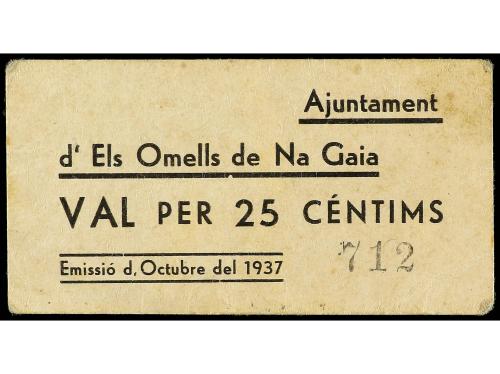 Ajuntament
d' Els Omells de Na Gaia
VAL PER 25 CÉNTIMS
Emissió d, Octubre del 1937
712